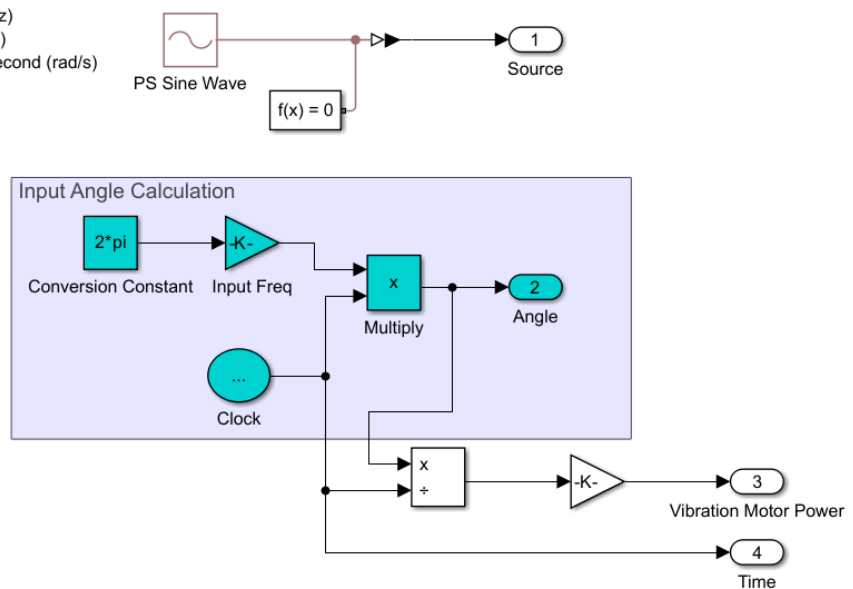 z)
)
econd (rad/s)
PS Sine Wave
f(x) = 0
1
Source
Input Angle Calculation
2*pi
Conversion Constant
-K-
Input Freq
x
Multiply
2
Angle
...
Clock
x
÷
-K-
3
Vibration Motor Power
4
Time